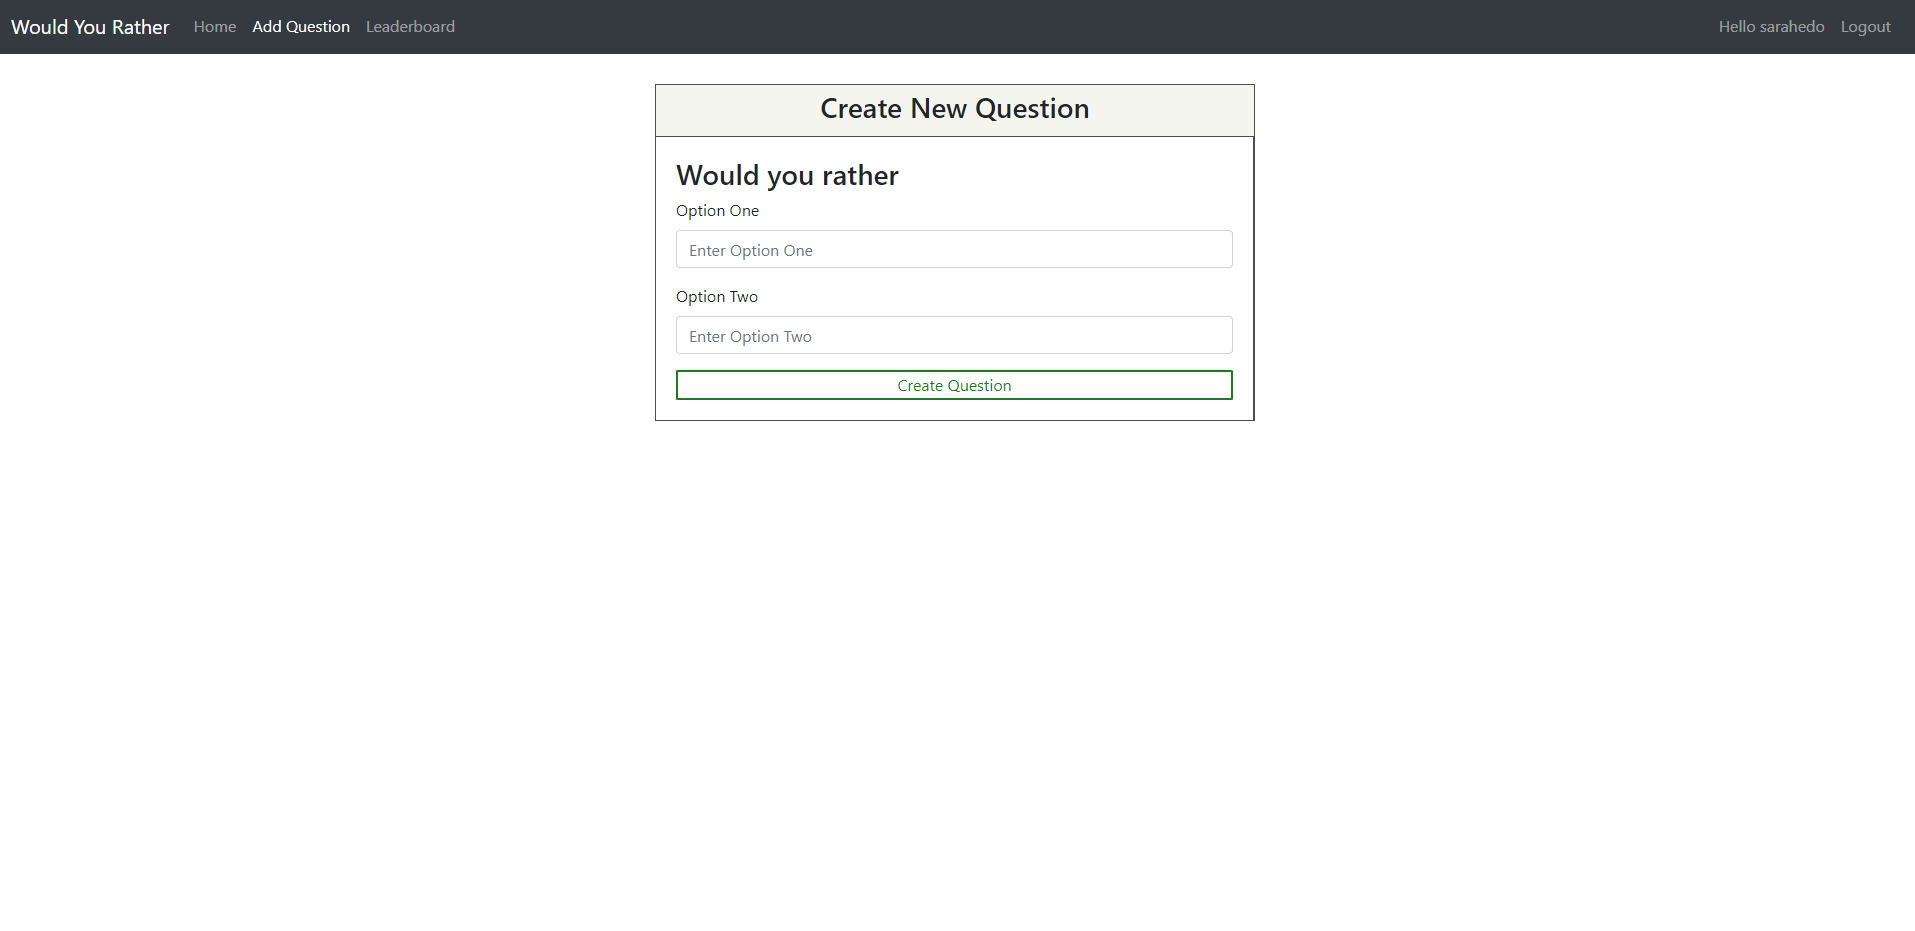 Would You Rather Home Add Question Leaderboard Hello sarahedo Logout
Create New Question
Would you rather
Option One
Enter Option One
Option Two
Enter Option Two
Create Question